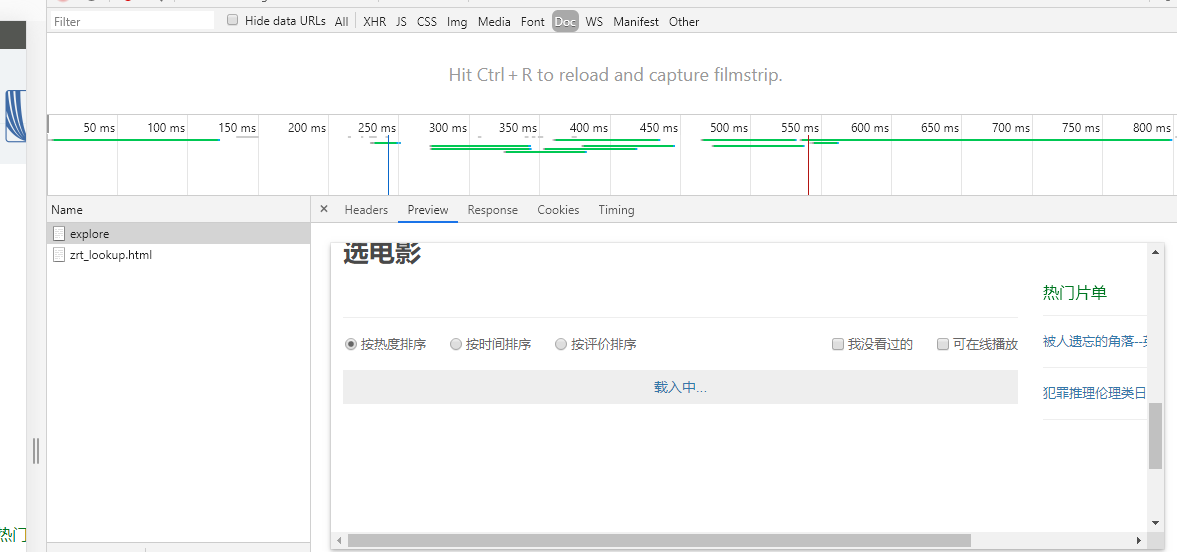 Filter Hide data URLs All XHR JS CSS Img Media Font Doc WS Manifest Other
Hit Ctrl + R to reload and capture filmstrip.
50 ms 100 ms 150 ms 200 ms 250 ms 300 ms 350 ms 400 ms 450 ms 500 ms 550 ms 600 ms 650 ms 700 ms 750 ms 800 ms
Name × Headers Preview Response Cookies Timing
explore
zrt_lookup.html
选电影
热门片单
按热度排序 按时间排序 按评价排序 我没看过的 可在线播放
被人遗忘的角落--
载入中...
犯罪推理伦理类日
热门